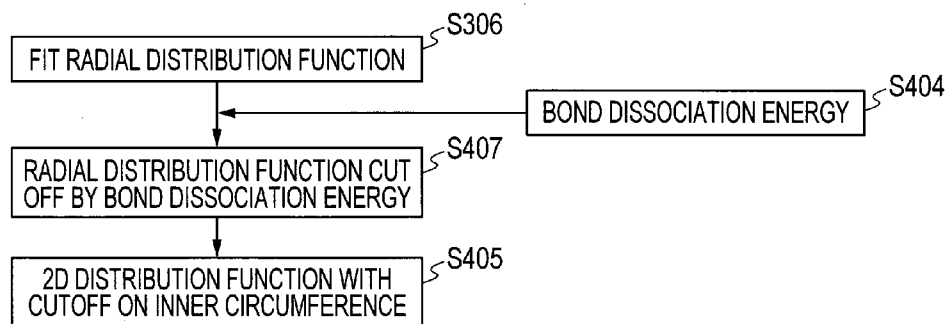 S306
FIT RADIAL DISTRIBUTION FUNCTION
S404
BOND DISSOCIATION ENERGY
S407
RADIAL DISTRIBUTION FUNCTION CUT
OFF BY BOND DISSOCIATION ENERGY
S405
2D DISTRIBUTION FUNCTION WITH
CUTOFF ON INNER CIRCUMFERENCE